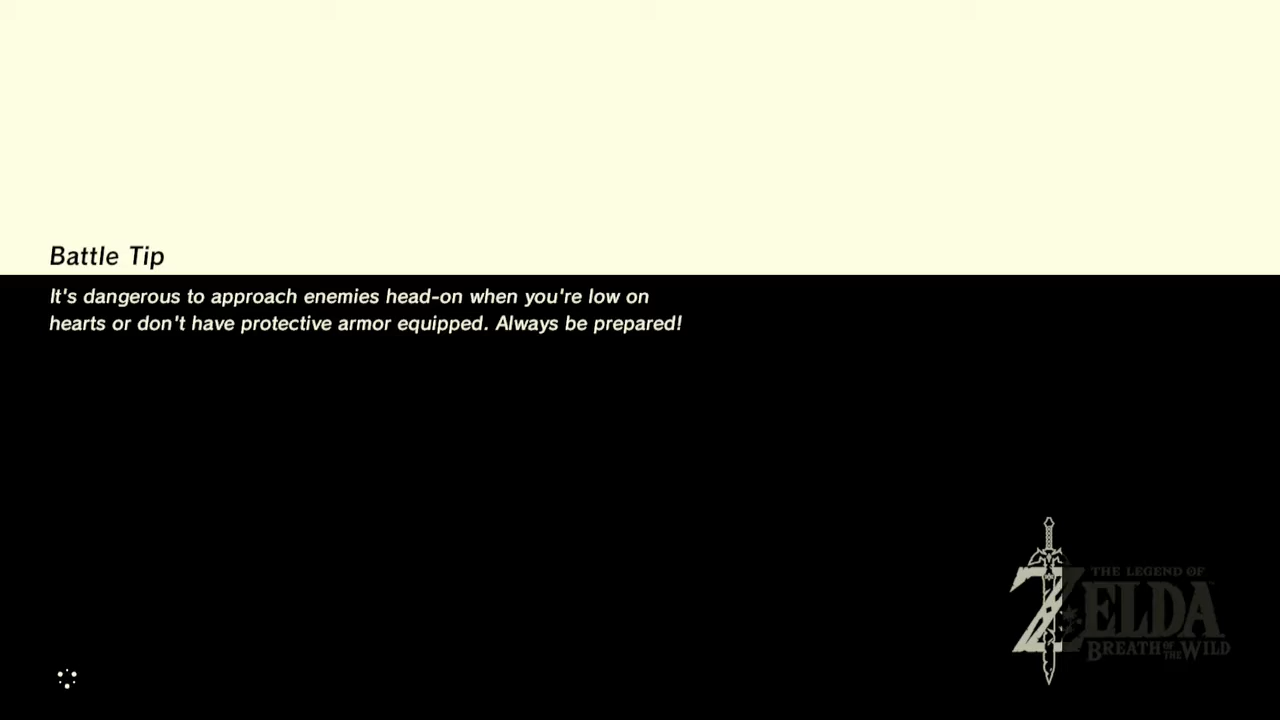 Battle Tip
It's dangerous to approach enemies head-on when you're low on
hearts or don't have protective armor equipped. Always be prepared!
THE LEGEND OF
ZELDA
BREATH OF THE WILD